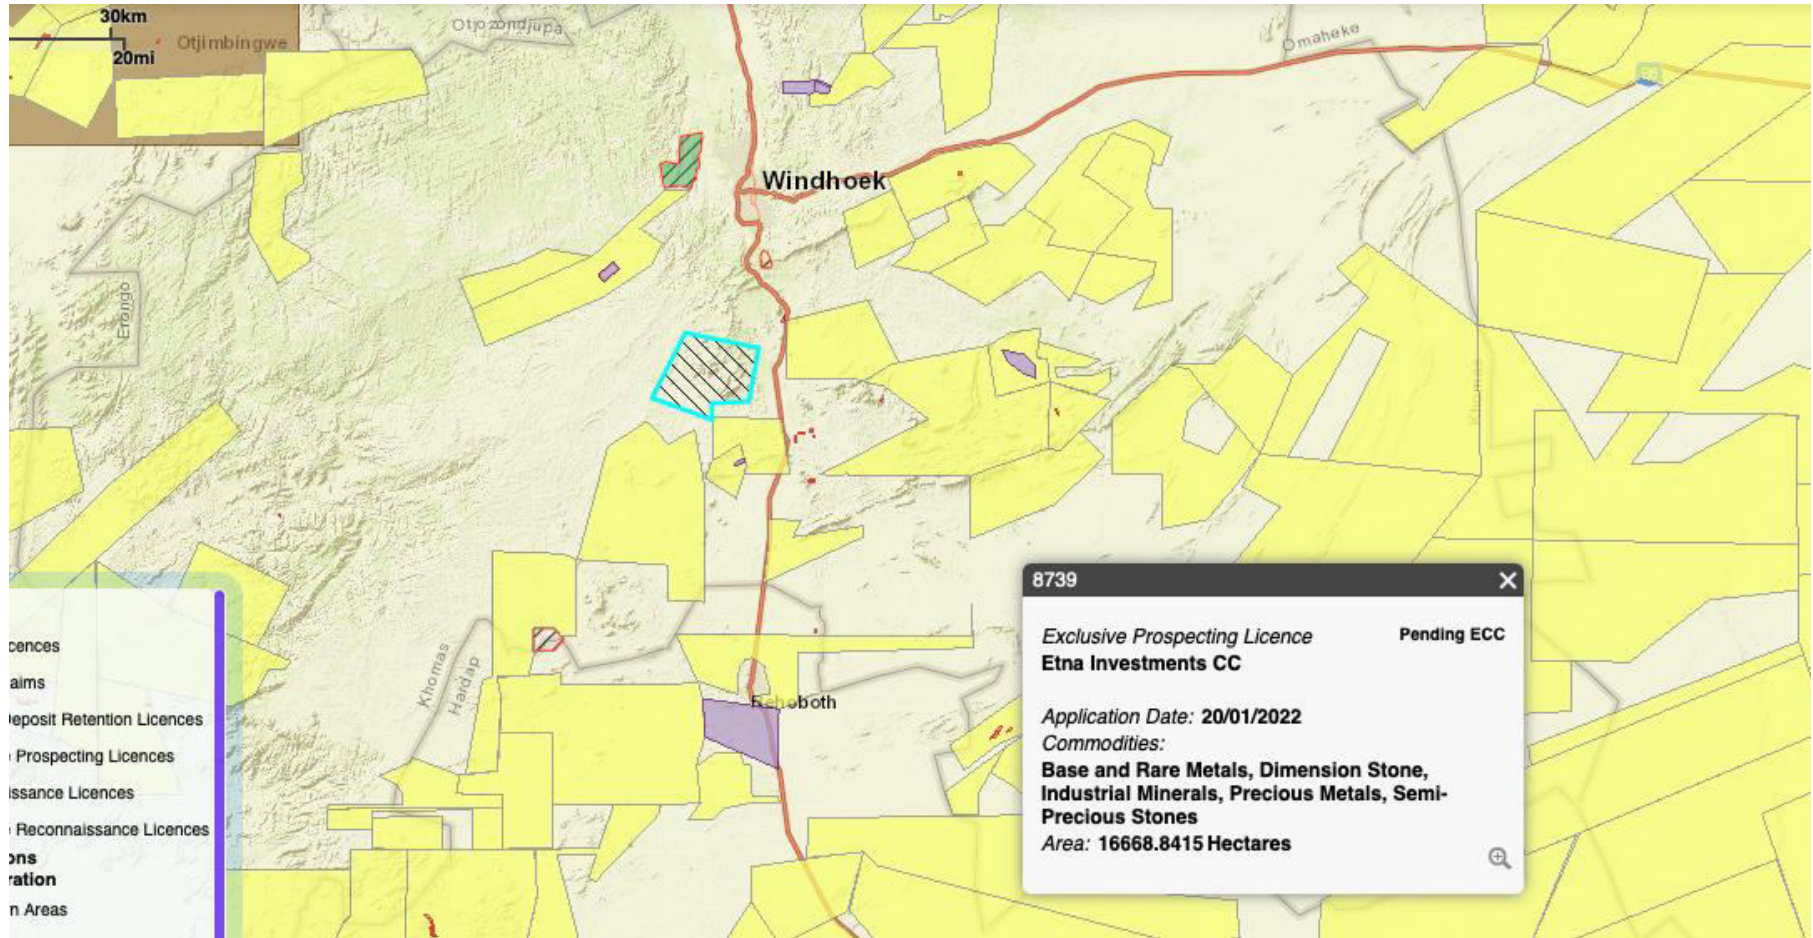 30km
20mi
Otjimbingwe
Otjozondjupa
Omaheke
Windhoek
Erongo
Khomas
Khomas
Hardap
Rehoboth
cences
aims
Deposit Retention Licences
Prospecting Licences
issance Licences
Reconnaissance Licences
ons
ration
n Areas
8739
Exclusive Prospecting Licence
Pending ECC
Etna Investments CC
Application Date: 20/01/2022
Commodities:
Base and Rare Metals, Dimension Stone,
Industrial Minerals, Precious Metals, Semi-
Precious Stones
Area: 16668.8415 Hectares